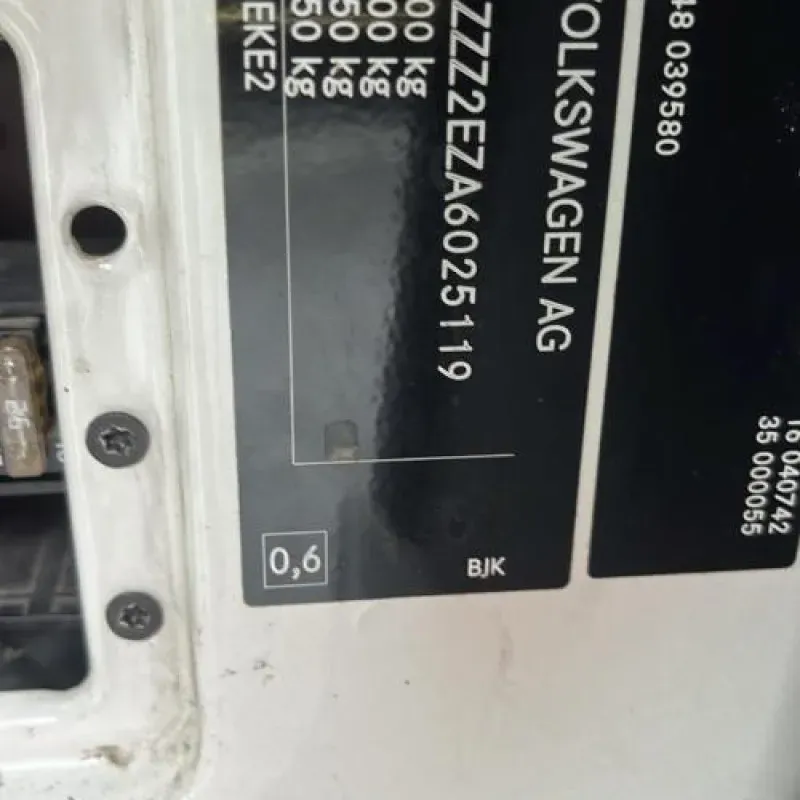 48 039580
16 040742
35 000055
VOLKSWAGEN AG
ZZZ2EZA6025119
00 kg
00 kg
50 kg
50 kg
EKE2
0,6
BJK